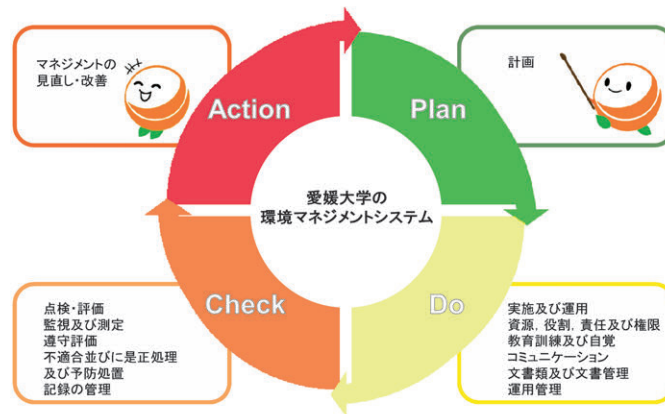 マネジメントの
見直し・改善
Action
Plan
計画
愛媛大学の
環境マネジメントシステム
Check
Do
点検・評価
監視及び測定
遵守評価
不適合並びに是正処理
及び予防処置
記録の管理
実施及び運用
資源，役割，責任及び権限
教育訓練及び自覚
コミュニケーション
文書類及び文書管理
運用管理